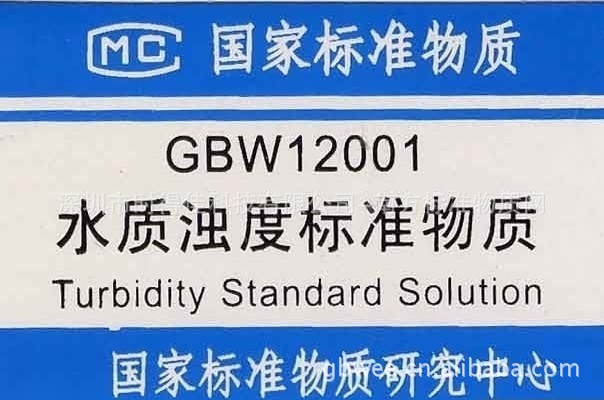 MC 国家标准物质
GBW12001
水质浊度标准物质
Turbidity Standard Solution
国家标准物质研究中心